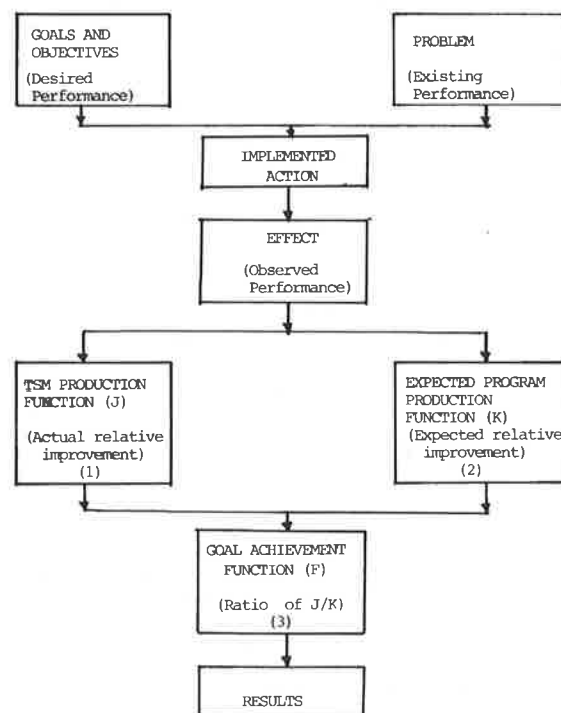 GOALS AND
OBJECTIVES
(Desired
Performance)
PROBLEM
(Existing
Performance)
IMPLEMENTED
ACTION
EFFECT
(Observed
Performance)
TSM PRODUCTION
FUNCTION (J)
(Actual relative
improvement)
(1)
EXPECTED PROGRAM
PRODUCTION
FUNCTION (K)
(Expected relative
improvement)
(2)
GOAL ACHIEVEMENT
FUNCTION (F)
(Ratio of J/K)
(3)
RESULTS